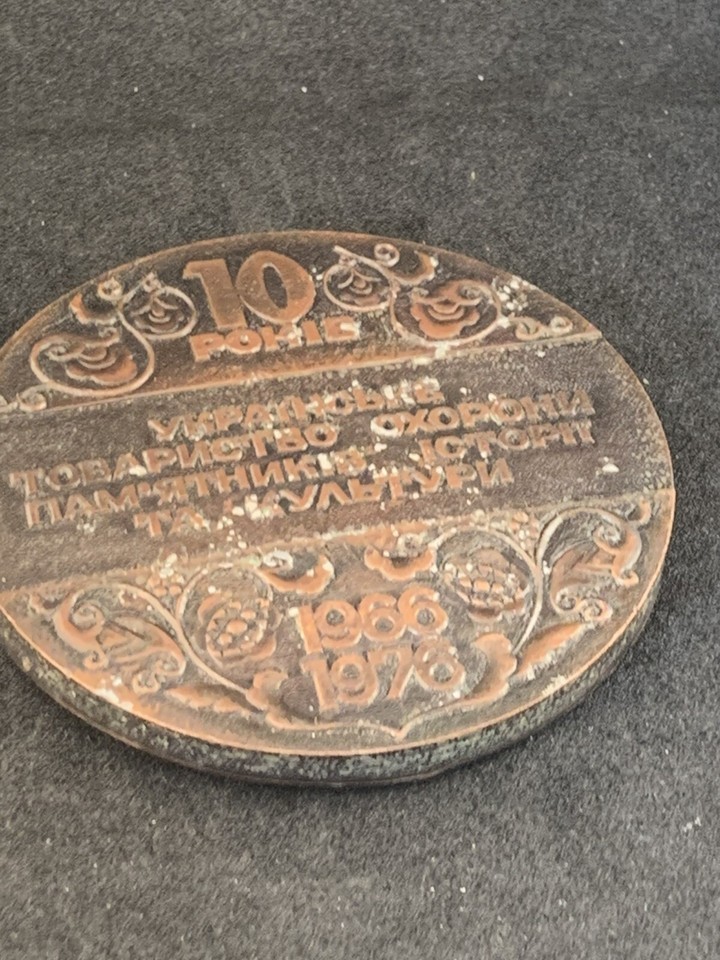 10
РОКІВ
УКРАЇНСЬКЕ
ТОВАРИСТВО ОХОРОНИ
ПАМ'ЯТНИКІВ ІСТОРІЇ
ТА КУЛЬТУРИ
1966
1976